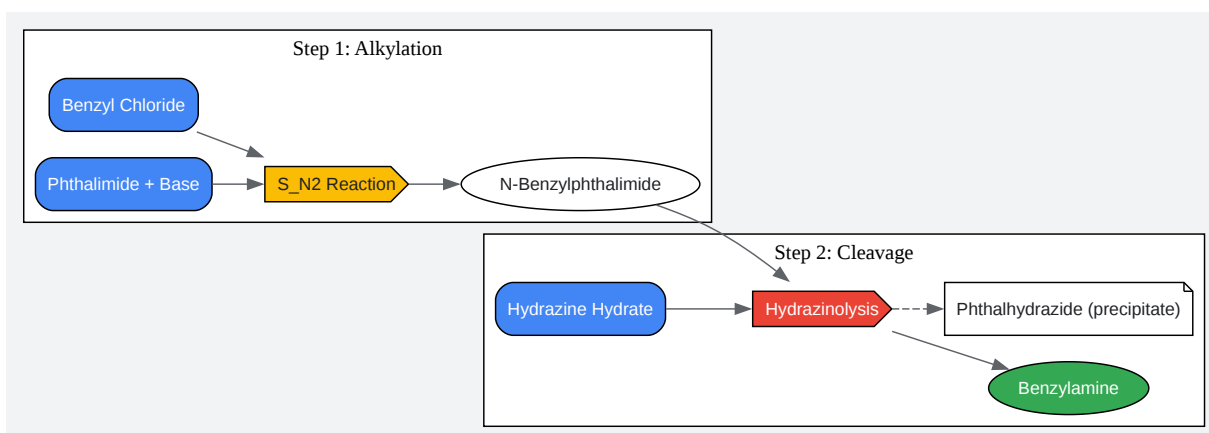 Step 1: Alkylation
Benzyl Chloride
Phthalimide + Base
S_N2 Reaction
N-Benzylphthalimide
Step 2: Cleavage
Hydrazine Hydrate
Hydrazinolysis
Phthalhydrazide (precipitate)
Benzylamine